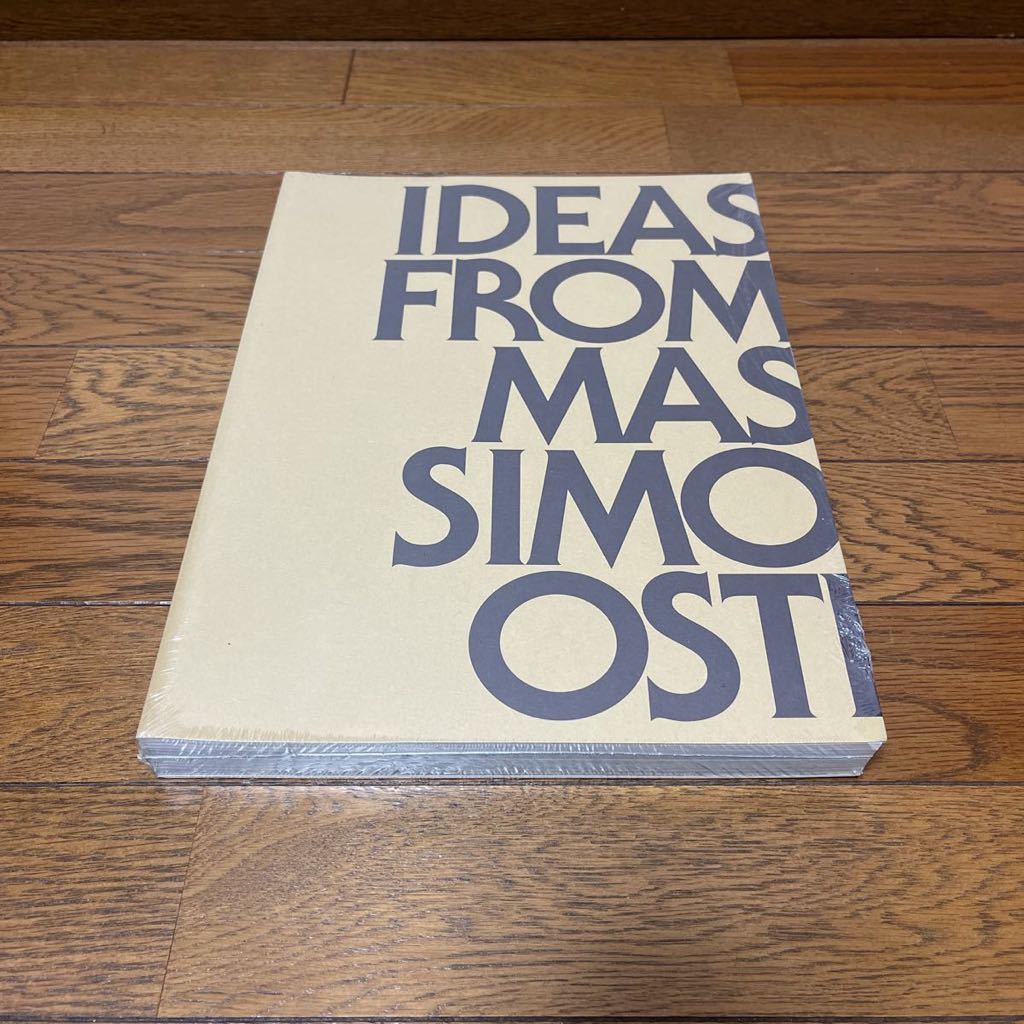 IDEAS
FROM
MAS
SIMO
OSTI